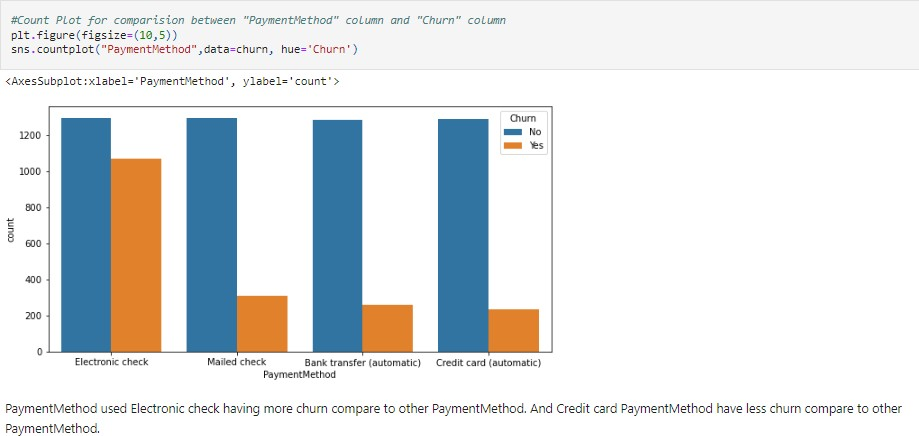 #Count Plot for comparision between "PaymentMethod" column and "Churn" column
plt.figure(figsize=(10,5))
sns.countplot("PaymentMethod",data=churn, hue='Churn')
<AxesSubplot:xlabel='PaymentMethod', ylabel='count'>
Churn
No
Yes
1200
1000
800
600
400
200
0
count
Electronic check
Mailed check
Bank transfer (automatic)
Credit card (automatic)
PaymentMethod
PaymentMethod used Electronic check having more churn compare to other PaymentMethod. And Credit card PaymentMethod have less churn compare to other
PaymentMethod.